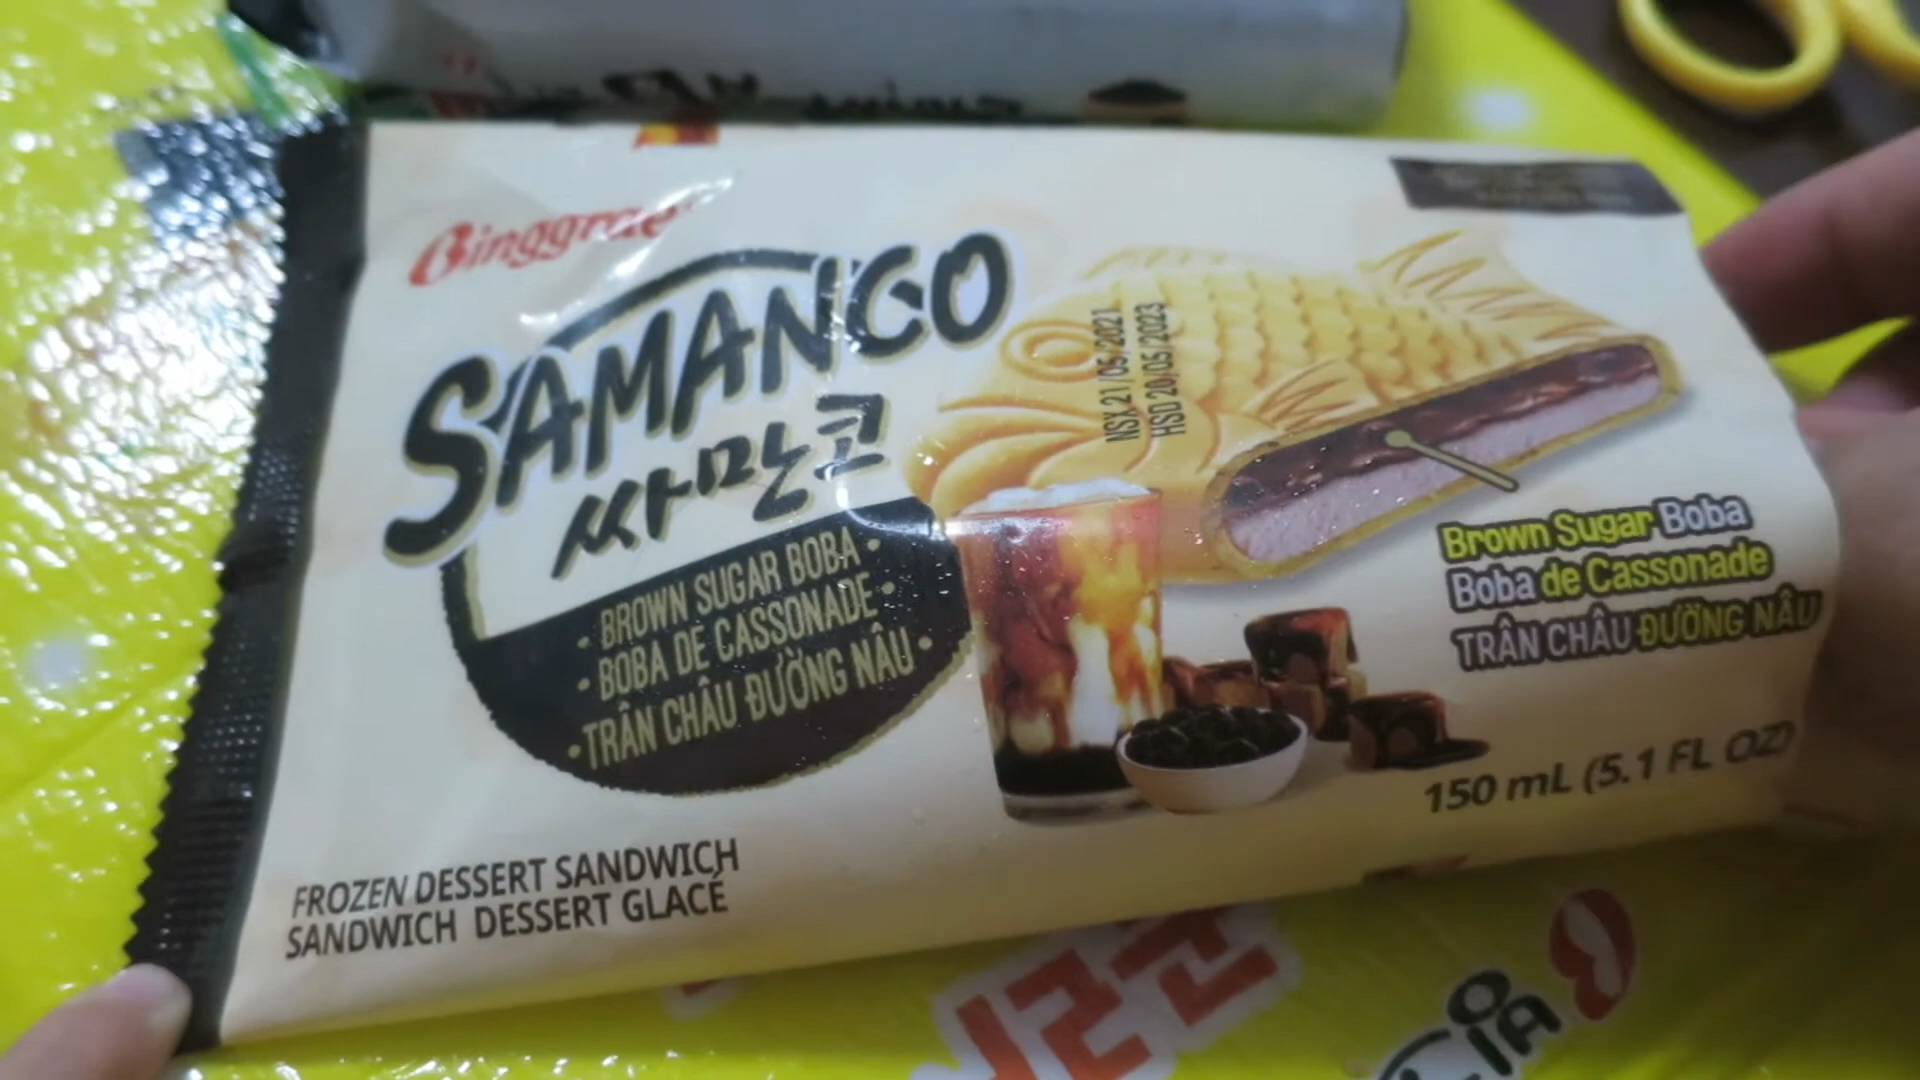 Binggrae
SAMANCO
싸만코
• BROWN SUGAR BOBA •
• BOBA DE CASSONADE •
• TRÂN CHÂU ĐƯỜNG NÂU •
NSX 21/05/2021
HSD 20/05/2023
Brown Sugar Boba
Boba de Cassonade
TRÂN CHÂU ĐƯỜNG NÂU
150 mL (5.1 FL OZ)
FROZEN DESSERT SANDWICH
SANDWICH DESSERT GLACÉ